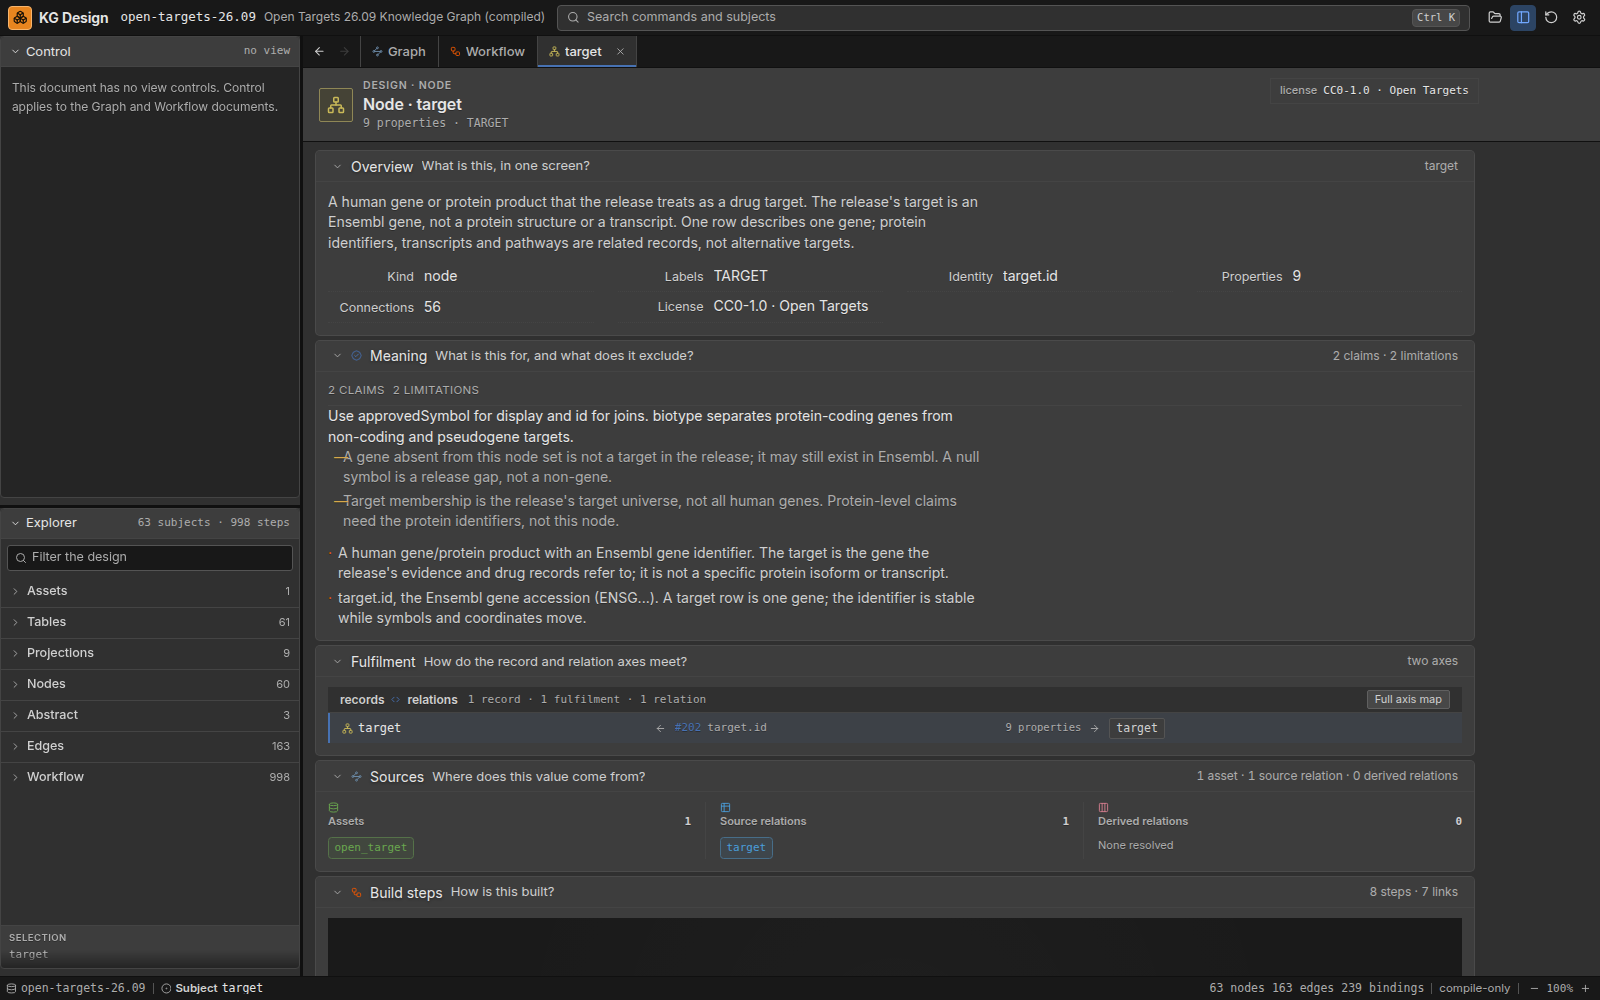 KG Design open-targets-26.09 Open Targets 26.09 Knowledge Graph (compiled) Search commands and subjects Ctrl K
Control no view
This document has no view controls. Control
applies to the Graph and Workflow documents.
Explorer 63 subjects · 998 steps
Filter the design
Assets 1
Tables 61
Projections 9
Nodes 60
Abstract 3
Edges 163
Workflow 998
SELECTION
target
Graph Workflow target
DESIGN · NODE
Node · target
9 properties · TARGET
license CC0-1.0 · Open Targets
Overview What is this, in one screen? target
A human gene or protein product that the release treats as a drug target. The release's target is an
Ensembl gene, not a protein structure or a transcript. One row describes one gene; protein
identifiers, transcripts and pathways are related records, not alternative targets.
Kind node Labels TARGET Identity target.id Properties 9
Connections 56 License CC0-1.0 · Open Targets
Meaning What is this for, and what does it exclude? 2 claims · 2 limitations
2 CLAIMS 2 LIMITATIONS
Use approvedSymbol for display and id for joins. biotype separates protein-coding genes from
non-coding and pseudogene targets.
—A gene absent from this node set is not a target in the release; it may still exist in Ensembl. A null
symbol is a release gap, not a non-gene.
—Target membership is the release's target universe, not all human genes. Protein-level claims
need the protein identifiers, not this node.
· A human gene/protein product with an Ensembl gene identifier. The target is the gene the
release's evidence and drug records refer to; it is not a specific protein isoform or transcript.
· target.id, the Ensembl gene accession (ENSG...). A target row is one gene; the identifier is stable
while symbols and coordinates move.
Fulfilment How do the record and relation axes meet? two axes
records <> relations 1 record · 1 fulfilment · 1 relation Full axis map
target ← #202 target.id 9 properties → target
Sources Where does this value come from? 1 asset · 1 source relation · 0 derived relations
Assets 1 Source relations 1 Derived relations 0
open_target target None resolved
Build steps How is this built? 8 steps · 7 links
open-targets-26.09 Subject target 63 nodes 163 edges 239 bindings compile-only − 100% +